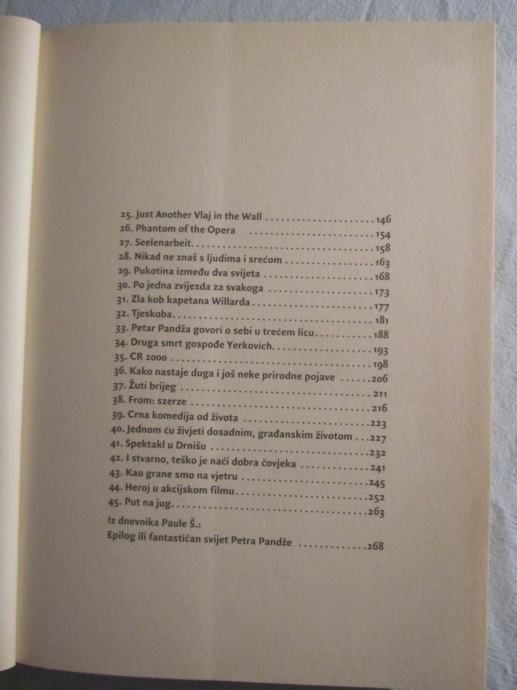 25. Just Another Vlaj in the Wall ......................146
26. Phantom of the Opera .........................154
27. Seelenarbeit...................................158
28. Nikad ne znaš s ljudima i srećom ..................163
29. Pukotina između dva svijeta .......................168
30. Po jedna zvijezda za svakoga ......................173
31. Zla kob kapetana Willarda.........................177
32. Tjeskoba........................................181
33. Petar Pandža govori o sebi u trećem licu.............188
34. Druga smrt gospođe Yerkovich.....................193
35. CR 2000 ........................................198
36. Kako nastaje duga i još neke prirodne pojave ......206
37. Žuti brijeg ......................................211
38. From: szerze ....................................216
39. Crna komedija od života ..........................223
40. Jednom ću živjeti dosadnim, građanskim životom ...227
41. Spektakl u Drnišu ................................232
42. I stvarno, teško je naći dobra čovjeka .............241
43. Kao grane smo na vjetru ..........................245
44. Heroj u akcijskom filmu...........................252
45. Put na jug.......................................263
Iz dnevnika Paule Š.:
Epilog ili fantastičan svijet Petra Pandže .............268